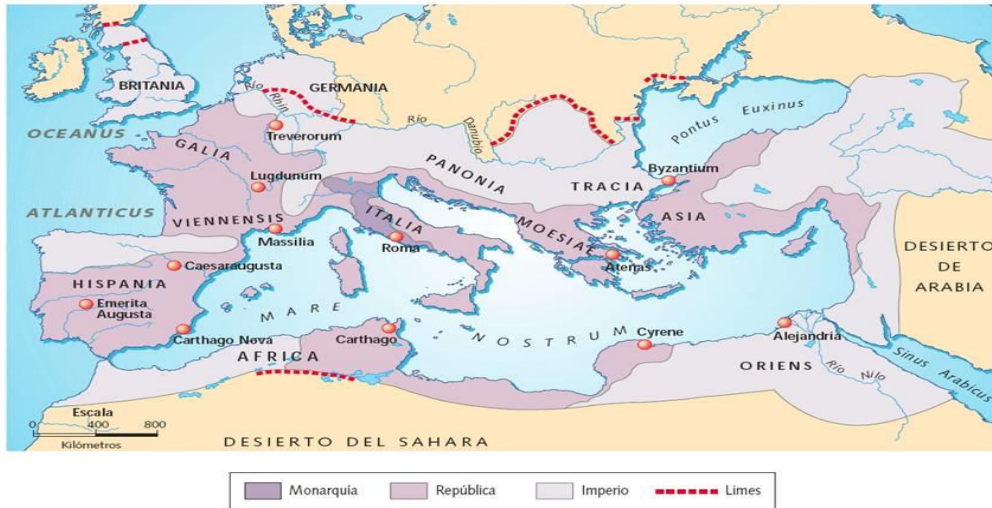 BRITANIA
GERMANIA
Río
Rhin
Treverorum
OCEANUS
ATLANTICUS
GALIA
Lugdunum
VIENNENSIS
Massilia
Río
Danubio
PANONIA
TRACIA
MOESIAE
Pontus Euxinus
Byzantium
ASIA
ITALIA
Roma
Atenas
HISPANIA
Caesaraugusta
Emerita
Augusta
Carthago Nova
MARE
NOSTRUM
AFRICA
Carthago
Cyrene
Alejandría
ORIENS
Río Nilo
Sinus Arabicus
DESIERTO
DE
ARABIA
DESIERTO DEL SAHARA
Escala
0 400 800
Kilómetros
Monarquía República Imperio Limes